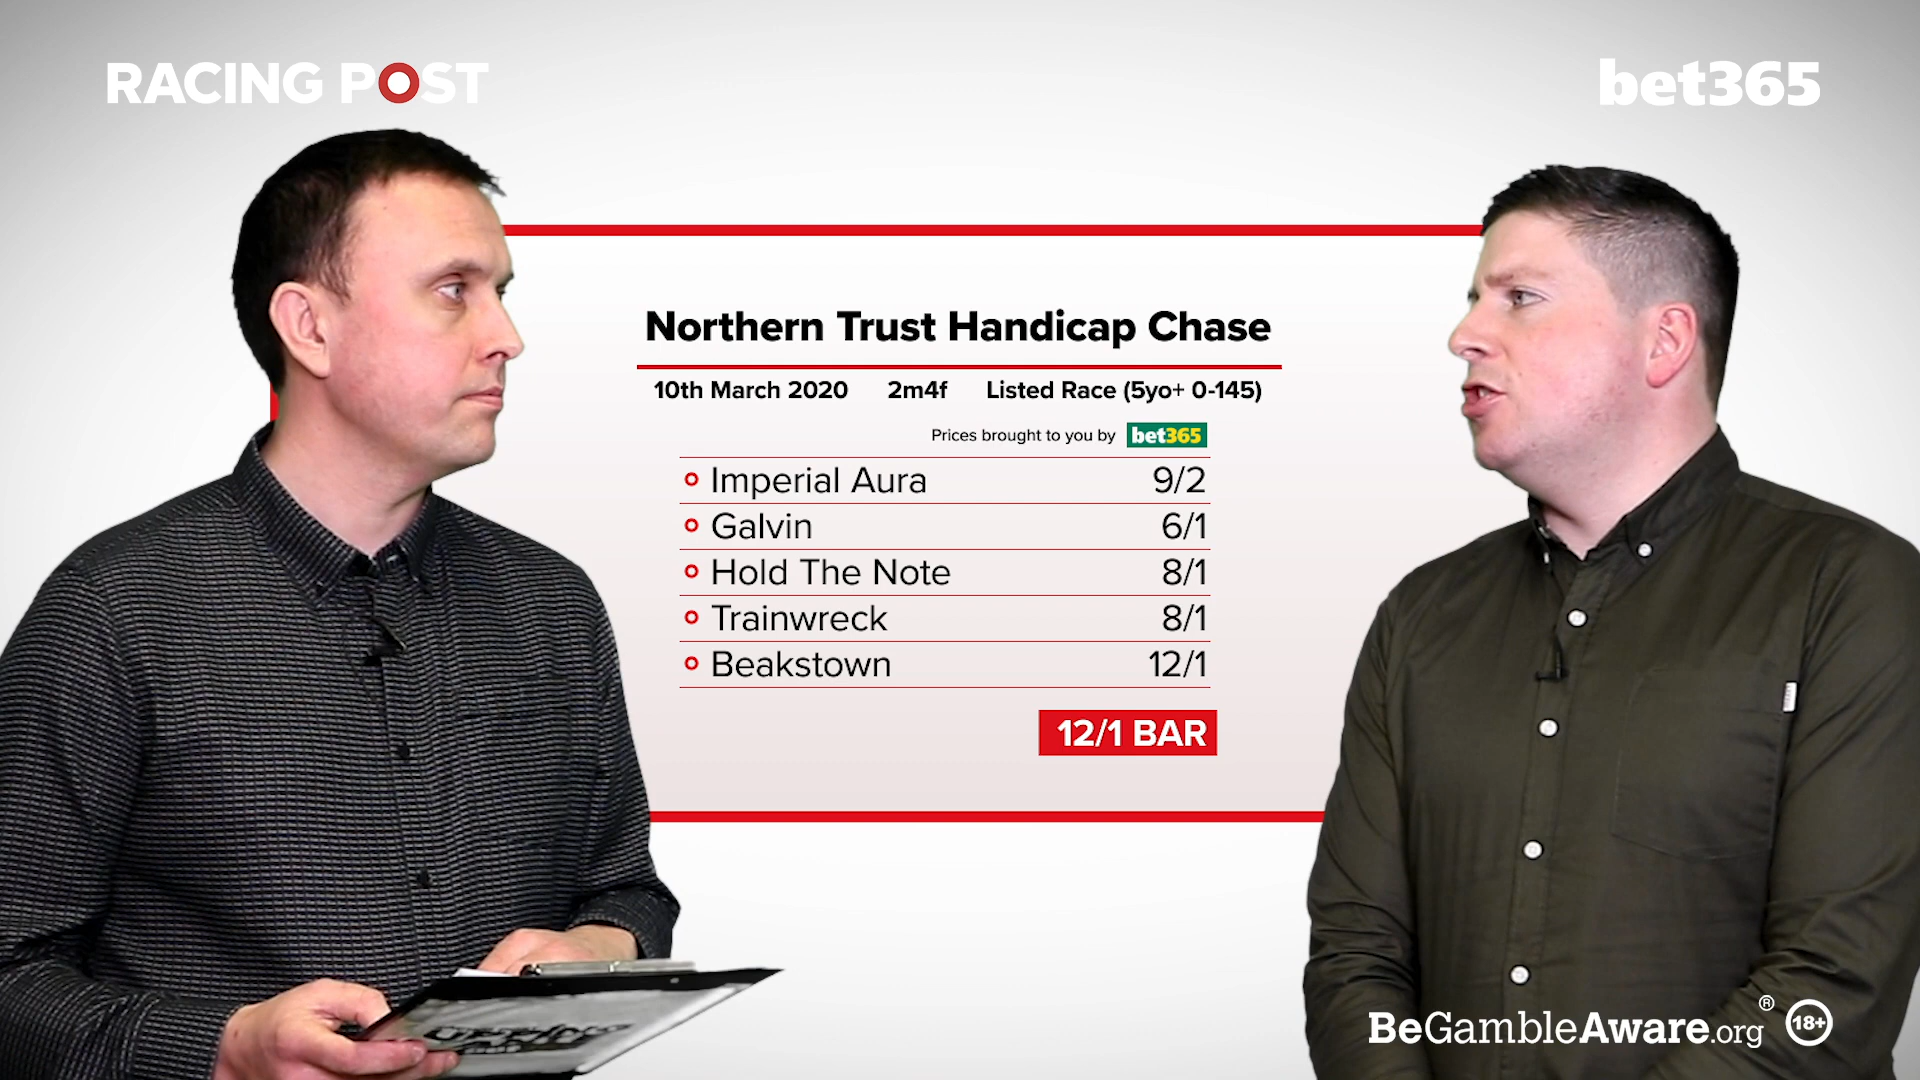 RACING POST
bet365
Northern Trust Handicap Chase
10th March 2020 2m4f Listed Race (5yo+ 0-145)
Prices brought to you by bet365
Imperial Aura 9/2
Galvin 6/1
Hold The Note 8/1
Trainwreck 8/1
Beakstown 12/1
12/1 BAR
BeGambleAware.org® 18+